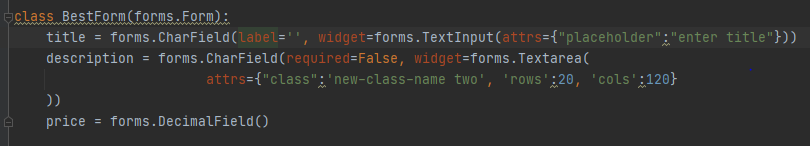 class BestForm(forms.Form):
    title = forms.CharField(label='', widget=forms.TextInput(attrs={"placeholder":"enter title"}))
    description = forms.CharField(required=False, widget=forms.Textarea(
                        attrs={"class":'new-class-name two', 'rows':20, 'cols':120}
    ))
    price = forms.DecimalField()